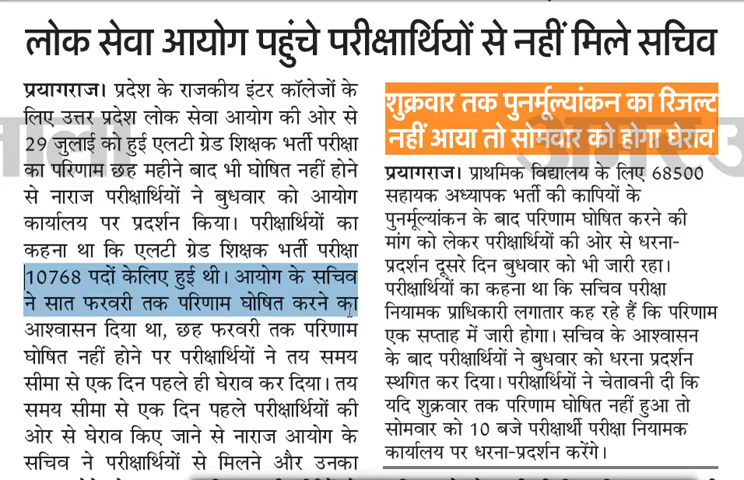 लोक सेवा आयोग पहुंचे परीक्षार्थियों से नहीं मिले सचिव
प्रयागराज। प्रदेश के राजकीय इंटर कॉलेजों के
लिए उत्तर प्रदेश लोक सेवा आयोग की ओर से
29 जुलाई को हुई एलटी ग्रेड शिक्षक भर्ती परीक्षा
का परिणाम छह महीने बाद भी घोषित नहीं होने
से नाराज परीक्षार्थियों ने बुधवार को आयोग
कार्यालय पर प्रदर्शन किया। परीक्षार्थियों का
कहना था कि एलटी ग्रेड शिक्षक भर्ती परीक्षा
10768 पदों केलिए हुई थी। आयोग के सचिव
ने सात फरवरी तक परिणाम घोषित करने का
आश्वासन दिया था, छह फरवरी तक परिणाम
घोषित नहीं होने पर परीक्षार्थियों ने तय समय
सीमा से एक दिन पहले ही घेराव कर दिया। तय
समय सीमा से एक दिन पहले परीक्षार्थियों की
ओर से घेराव किए जाने से नाराज आयोग के
सचिव ने परीक्षार्थियों से मिलने और उनका
शुक्रवार तक पुनर्मूल्यांकन का रिजल्ट
नहीं आया तो सोमवार को होगा घेराव
प्रयागराज। प्राथमिक विद्यालय के लिए 68500
सहायक अध्यापक भर्ती की कापियों के
पुनर्मूल्यांकन के बाद परिणाम घोषित करने की
मांग को लेकर परीक्षार्थियों की ओर से धरना-
प्रदर्शन दूसरे दिन बुधवार को भी जारी रहा।
परीक्षार्थियों का कहना था कि सचिव परीक्षा
नियामक प्राधिकारी लगातार कह रहे हैं कि परिणाम
एक सप्ताह में जारी होगा। सचिव के आश्वासन
के बाद परीक्षार्थियों ने बुधवार को धरना प्रदर्शन
स्थगित कर दिया। परीक्षार्थियों ने चेतावनी दी कि
यदि शुक्रवार तक परिणाम घोषित नहीं हुआ तो
सोमवार को 10 बजे परीक्षार्थी परीक्षा नियामक
कार्यालय पर धरना-प्रदर्शन करेंगे।